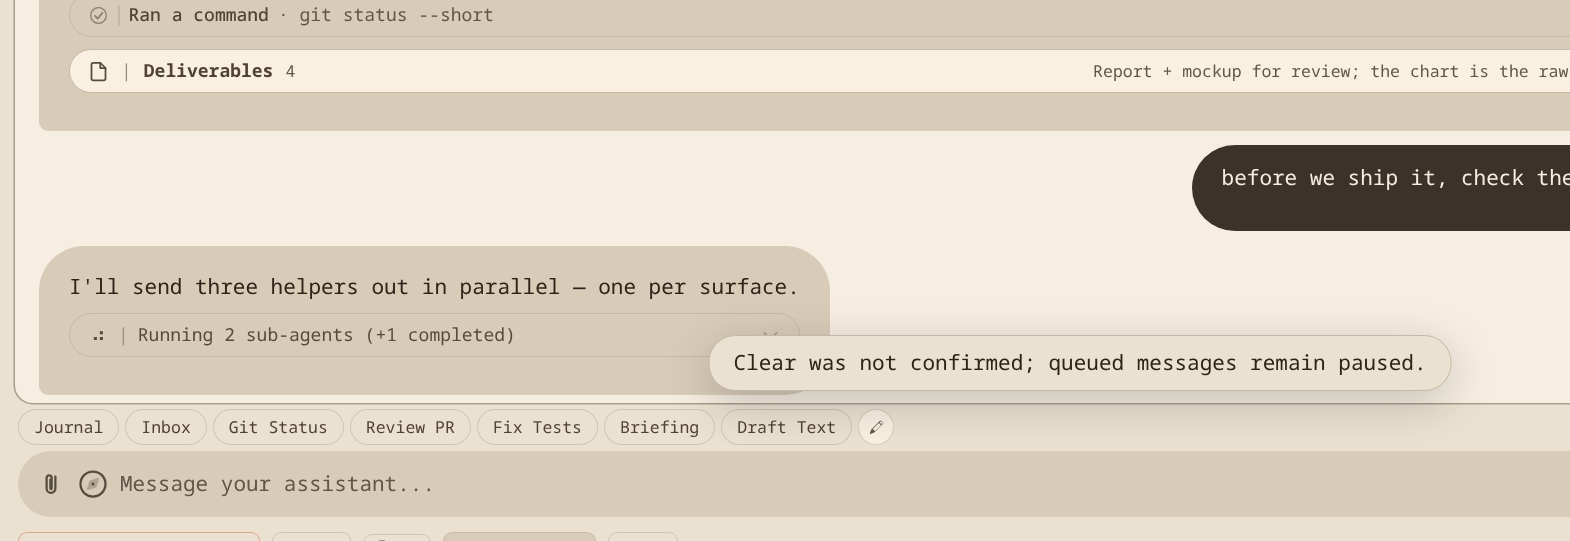 Ran a command · git status --short
Deliverables 4
Report + mockup for review; the chart is the raw
before we ship it, check the
I'll send three helpers out in parallel — one per surface.
Running 2 sub-agents (+1 completed)
Clear was not confirmed; queued messages remain paused.
Journal
Inbox
Git Status
Review PR
Fix Tests
Briefing
Draft Text
Message your assistant...